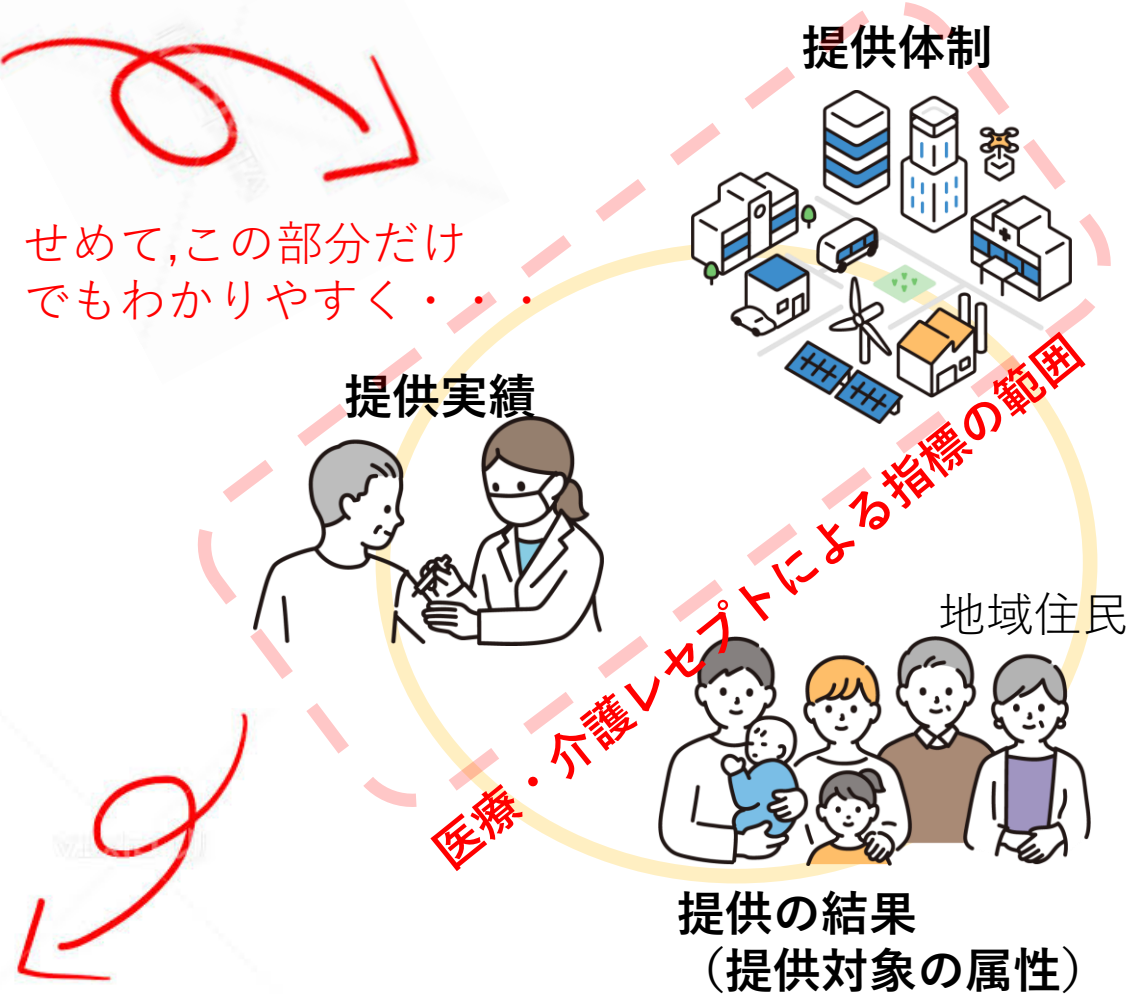 提供体制
せめて,この部分だけ
でもわかりやすく・・・
提供実績
医療・介護レセプトによる指標の範囲
地域住民
提供の結果
（提供対象の属性）